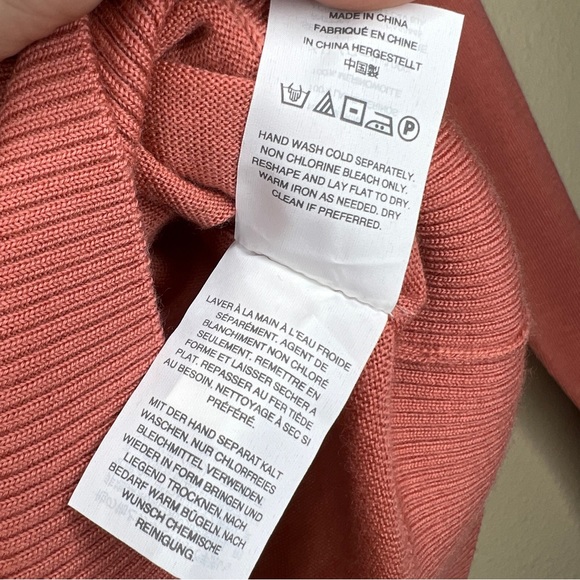 MADE IN CHINA
FABRIQUÉ EN CHINE
IN CHINA HERGESTELLT
中国製
P
HAND WASH COLD SEPARATELY.
NON CHLORINE BLEACH ONLY.
RESHAPE AND LAY FLAT TO DRY.
WARM IRON AS NEEDED. DRY
CLEAN IF PREFERRED.
LAVER À LA MAIN À L'EAU FROIDE
SÉPARÉMENT. AGENT DE
BLANCHIMENT NON CHLORÉ
SEULEMENT. REMETTRE EN
FORME ET LAISSER SÉCHER A
PLAT. REPASSER AU FER TIÈDE
AU BESOIN. NETTOYAGE À SEC SI
PRÉFÉRÉ.
MIT DER HAND SEPARAT KALT
WASCHEN. NUR CHLORFREIES
BLEICHMITTEL VERWENDEN.
WIEDER IN FORM BRINGEN UND
LIEGEND TROCKNEN. NACH
BEDARF WARM BÜGELN. NACH
WUNSCH CHEMISCHE
REINIGUNG.